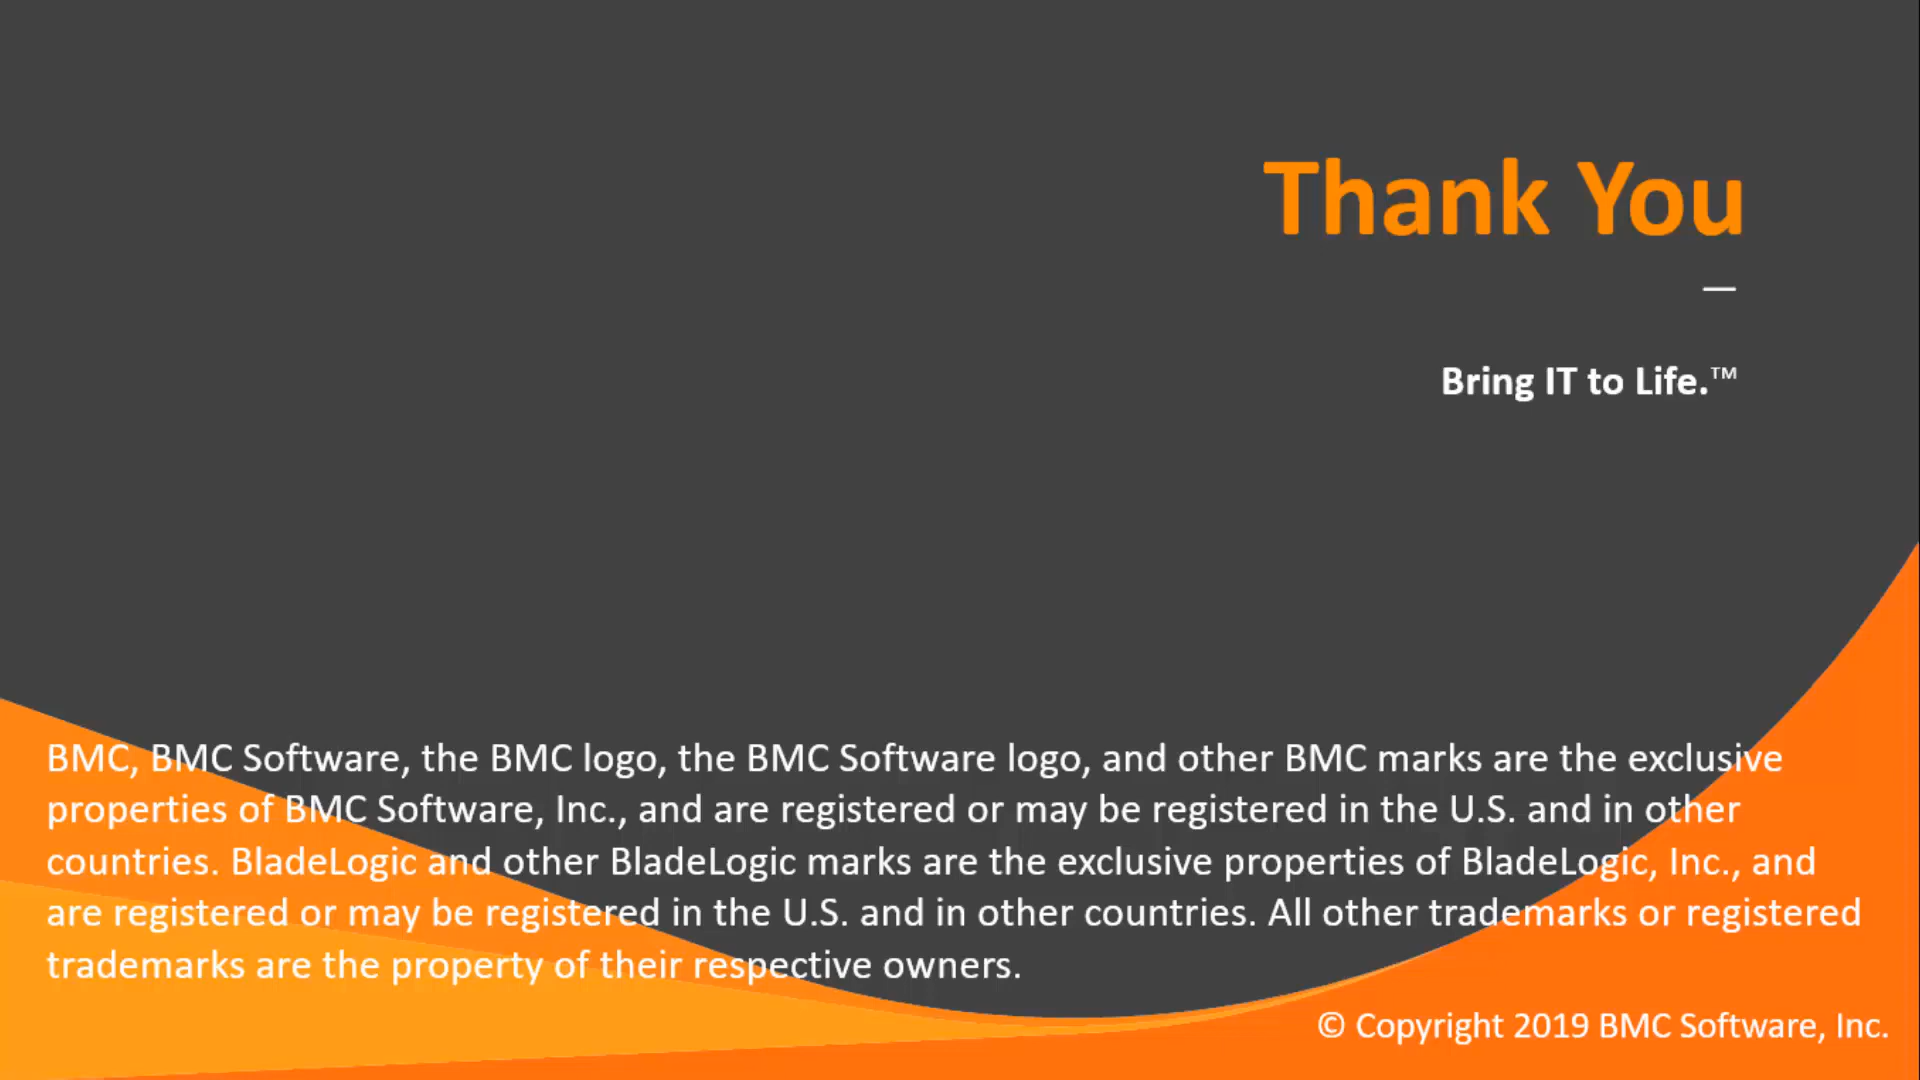 Thank You
—
Bring IT to Life.™
BMC, BMC Software, the BMC logo, the BMC Software logo, and other BMC marks are the exclusive
properties of BMC Software, Inc., and are registered or may be registered in the U.S. and in other
countries. BladeLogic and other BladeLogic marks are the exclusive properties of BladeLogic, Inc., and
are registered or may be registered in the U.S. and in other countries. All other trademarks or registered
trademarks are the property of their respective owners.
© Copyright 2019 BMC Software, Inc.